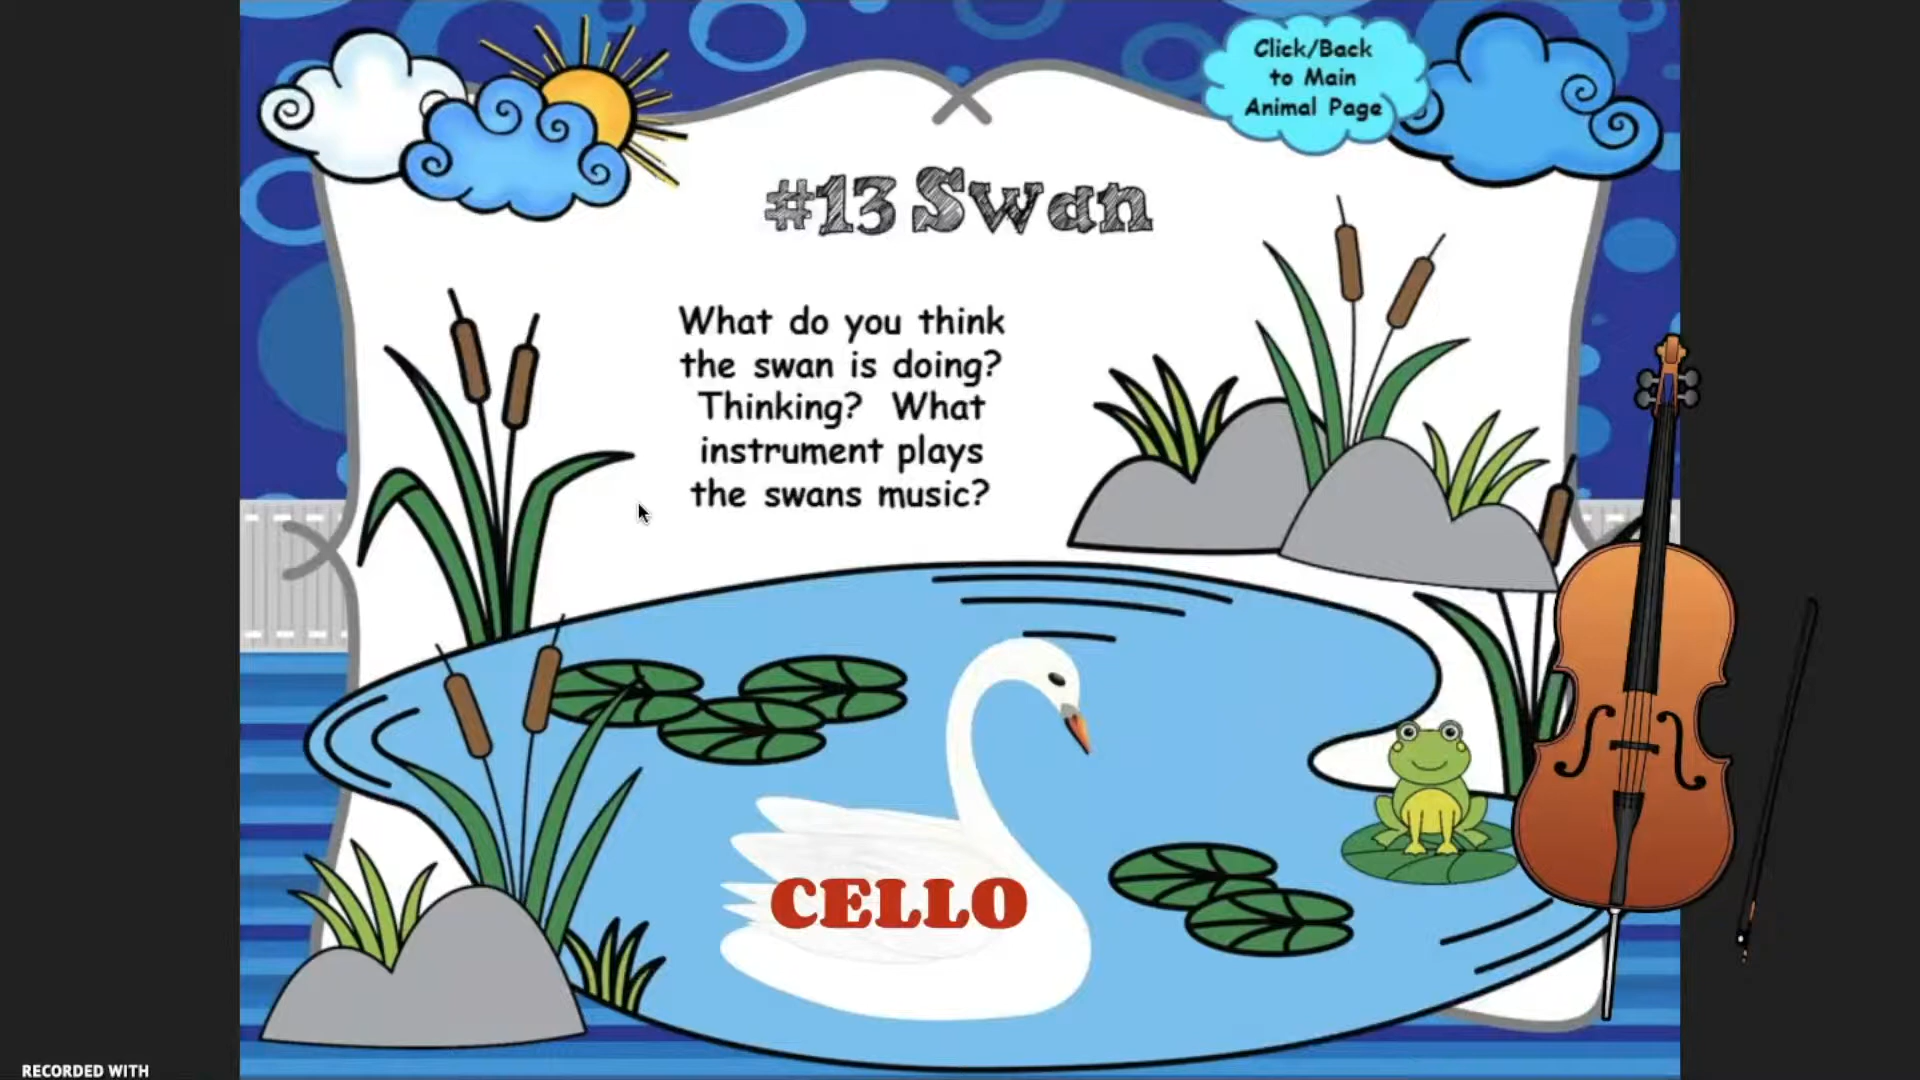 Click/Back
to Main
Animal Page
#13 Swan
What do you think
the swan is doing?
Thinking? What
instrument plays
the swans music?
CELLO
RECORDED WITH